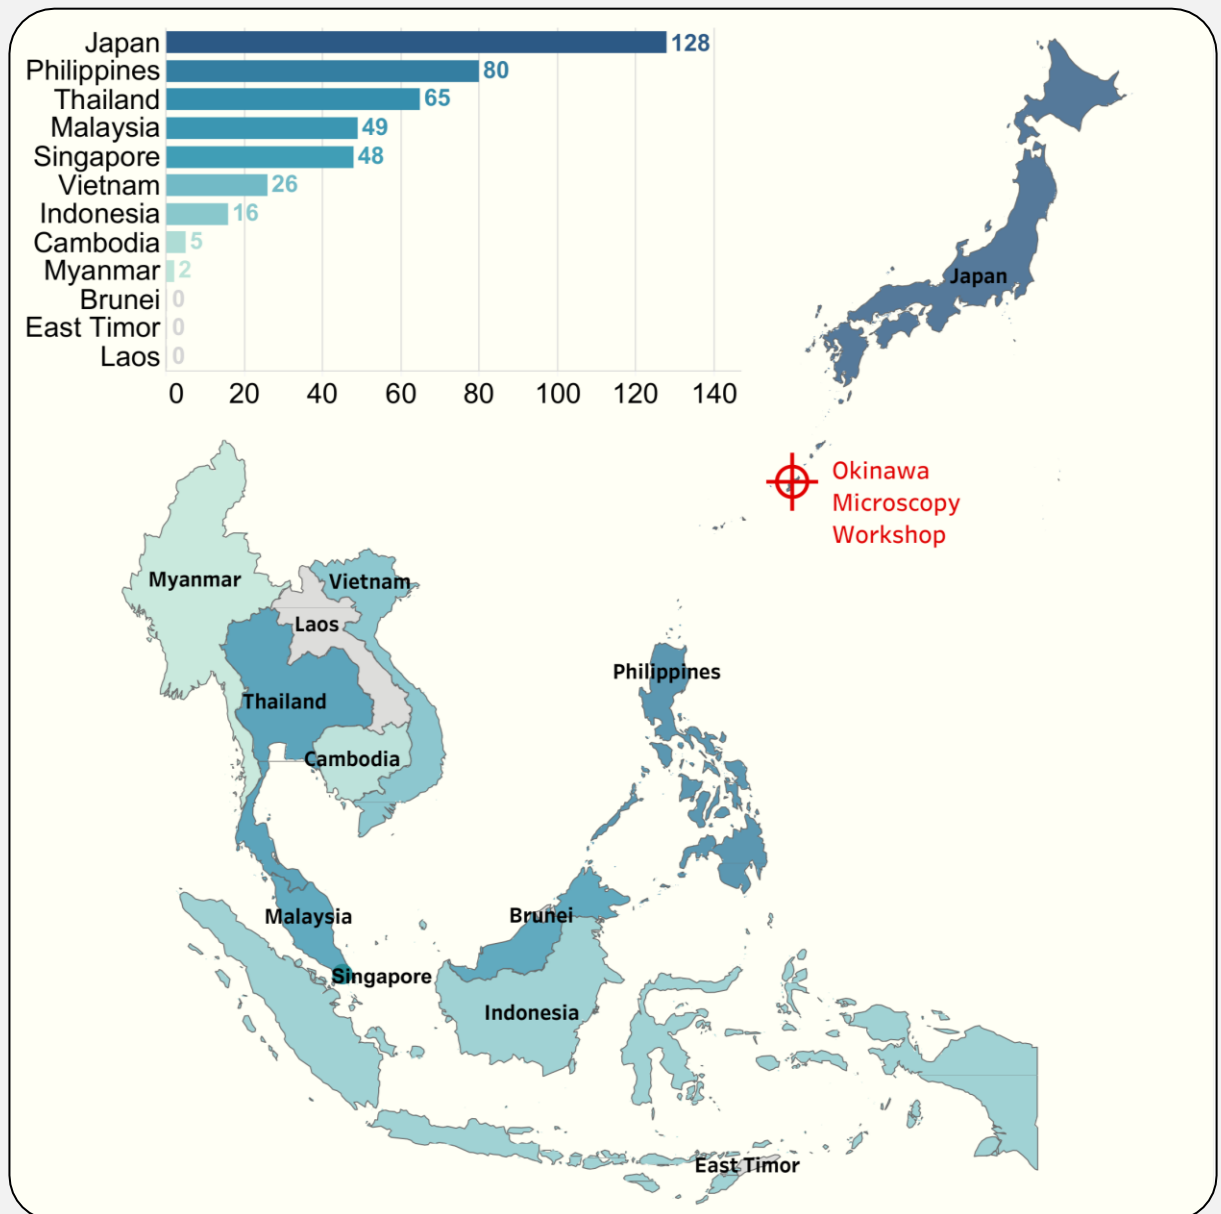 Japan 128
Philippines 80
Thailand 65
Malaysia 49
Singapore 48
Vietnam 26
Indonesia 16
Cambodia 5
Myanmar 2
Brunei 0
East Timor 0
Laos 0
0 20 40 60 80 100 120 140
Japan
Okinawa
Microscopy
Workshop
Myanmar
Vietnam
Laos
Philippines
Thailand
Cambodia
Malaysia
Brunei
Singapore
Indonesia
East Timor